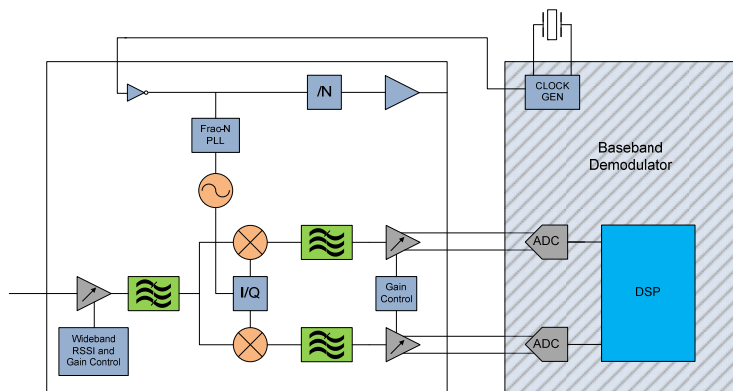 CLOCK
GEN
/N
Frac-N
PLL
Baseband
Demodulator
ADC
I/Q
Gain
Control
DSP
Wideband
RSSI and
Gain Control
ADC